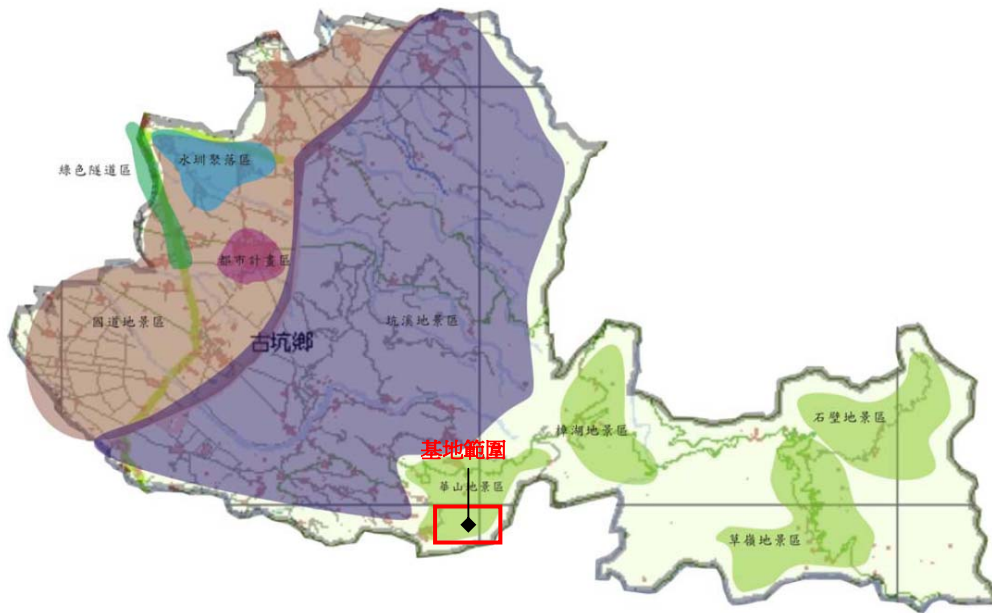 水圳聚落區
綠色隧道區
都市計畫區
國道地景區
坑溪地景區
古坑鄉
石壁地景區
樟湖地景區
基地範圍
華山地景區
草嶺地景區